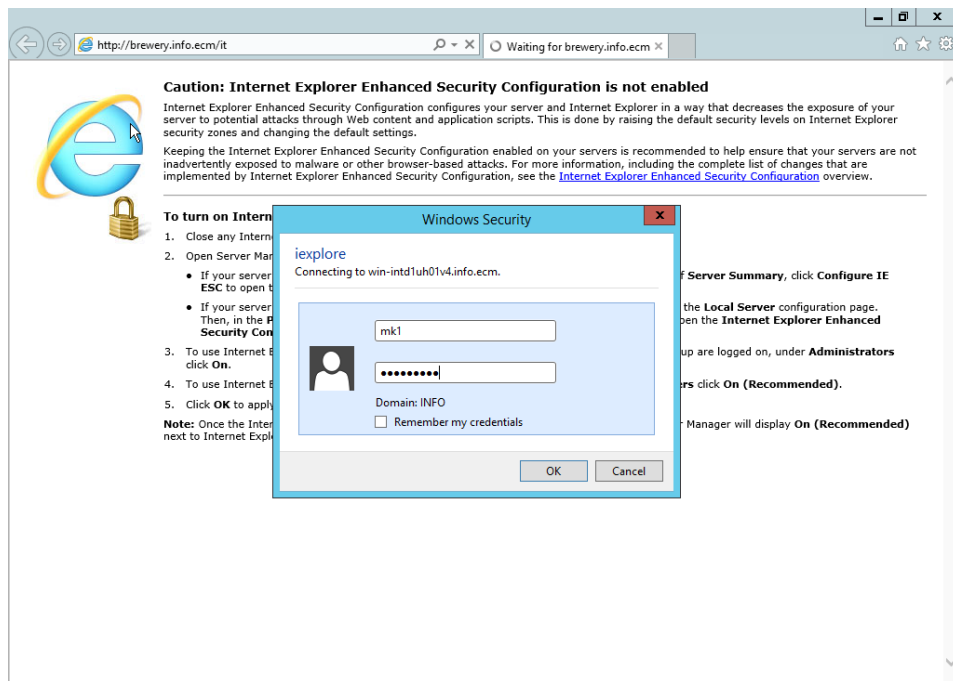 http://brewery.info.ecm/it
Waiting for brewery.info.ecm
Caution: Internet Explorer Enhanced Security Configuration is not enabled
Internet Explorer Enhanced Security Configuration configures your server and Internet Explorer in a way that decreases the exposure of your
server to potential attacks through Web content and application scripts. This is done by raising the default security levels on Internet Explorer
security zones and changing the default settings.
Keeping the Internet Explorer Enhanced Security Configuration enabled on your servers is recommended to help ensure that your servers are not
inadvertently exposed to malware or other browser-based attacks. For more information, including the complete list of changes that are
implemented by Internet Explorer Enhanced Security Configuration, see the Internet Explorer Enhanced Security Configuration overview.
To turn on Intern
1. Close any Intern
2. Open Server Mar
• If your server
f Server Summary, click Configure IE
ESC to open t
• If your server
the Local Server configuration page.
Then, in the P
pen the Internet Explorer Enhanced
Security Con
3. To use Internet E
up are logged on, under Administrators
click On.
4. To use Internet E
rs click On (Recommended).
5. Click OK to apply
Note: Once the Inter
r Manager will display On (Recommended)
next to Internet Expl
Windows Security
iexplore
Connecting to win-intd1uh01v4.info.ecm.
mk1
•••••••••
Domain: INFO
Remember my credentials
OK Cancel